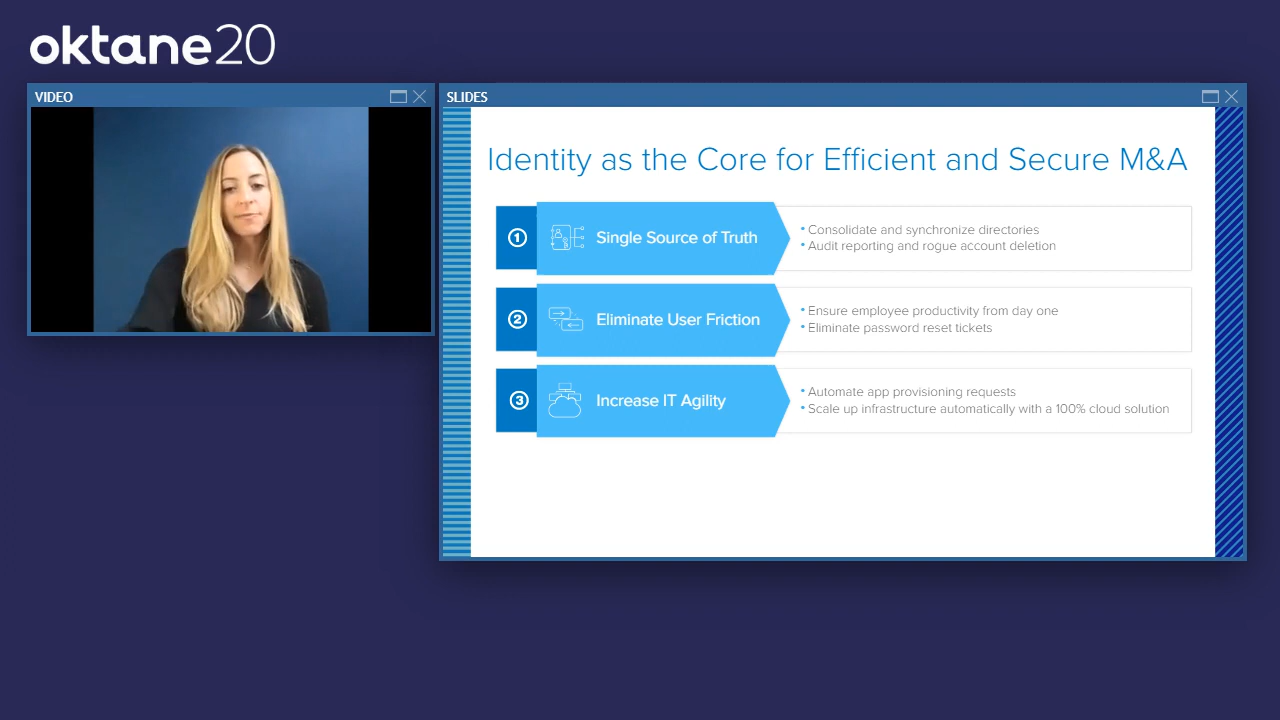 oktane20
VIDEO
SLIDES
Identity as the Core for Efficient and Secure M&A
1
Single Source of Truth
• Consolidate and synchronize directories
• Audit reporting and rogue account deletion
2
Eliminate User Friction
• Ensure employee productivity from day one
• Eliminate password reset tickets
3
Increase IT Agility
• Automate app provisioning requests
• Scale up infrastructure automatically with a 100% cloud solution